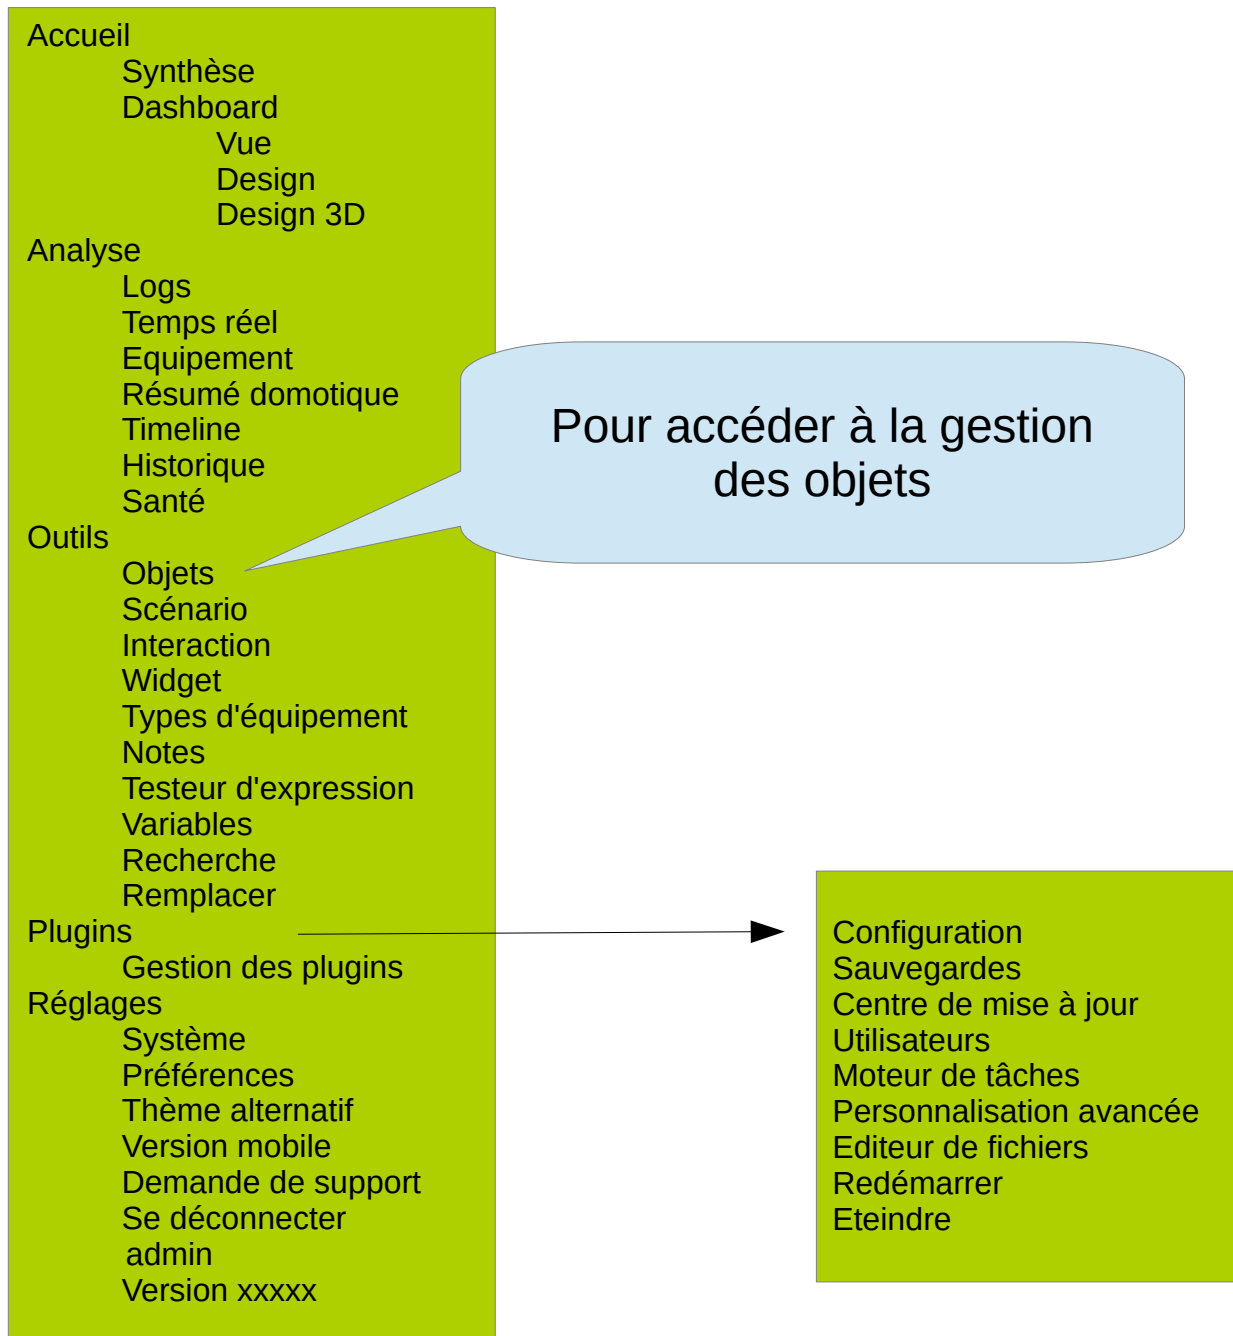 Accueil
Synthèse
Dashboard
Vue
Design
Design 3D
Analyse
Logs
Temps réel
Equipement
Résumé domotique
Timeline
Historique
Santé
Outils
Objets
Scénario
Interaction
Widget
Types d'équipement
Notes
Testeur d'expression
Variables
Recherche
Remplacer
Plugins
Gestion des plugins
Réglages
Système
Préférences
Thème alternatif
Version mobile
Demande de support
Se déconnecter
admin
Version xxxxx
Pour accéder à la gestion
des objets
Configuration
Sauvegardes
Centre de mise à jour
Utilisateurs
Moteur de tâches
Personnalisation avancée
Editeur de fichiers
Redémarrer
Eteindre